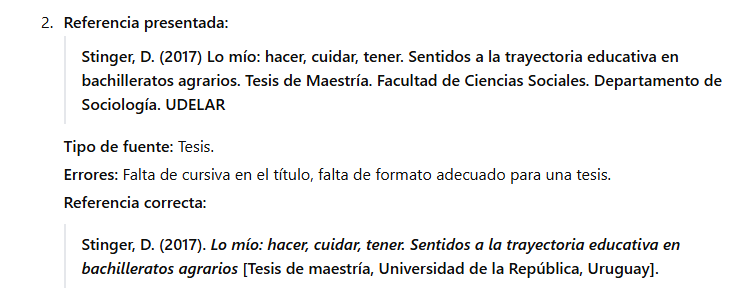 2. Referencia presentada:
Stinger, D. (2017) Lo mío: hacer, cuidar, tener. Sentidos a la trayectoria educativa en
bachilleratos agrarios. Tesis de Maestría. Facultad de Ciencias Sociales. Departamento de
Sociología. UDELAR
Tipo de fuente: Tesis.
Errores: Falta de cursiva en el título, falta de formato adecuado para una tesis.
Referencia correcta:
Stinger, D. (2017). Lo mío: hacer, cuidar, tener. Sentidos a la trayectoria educativa en
bachilleratos agrarios [Tesis de maestría, Universidad de la República, Uruguay].